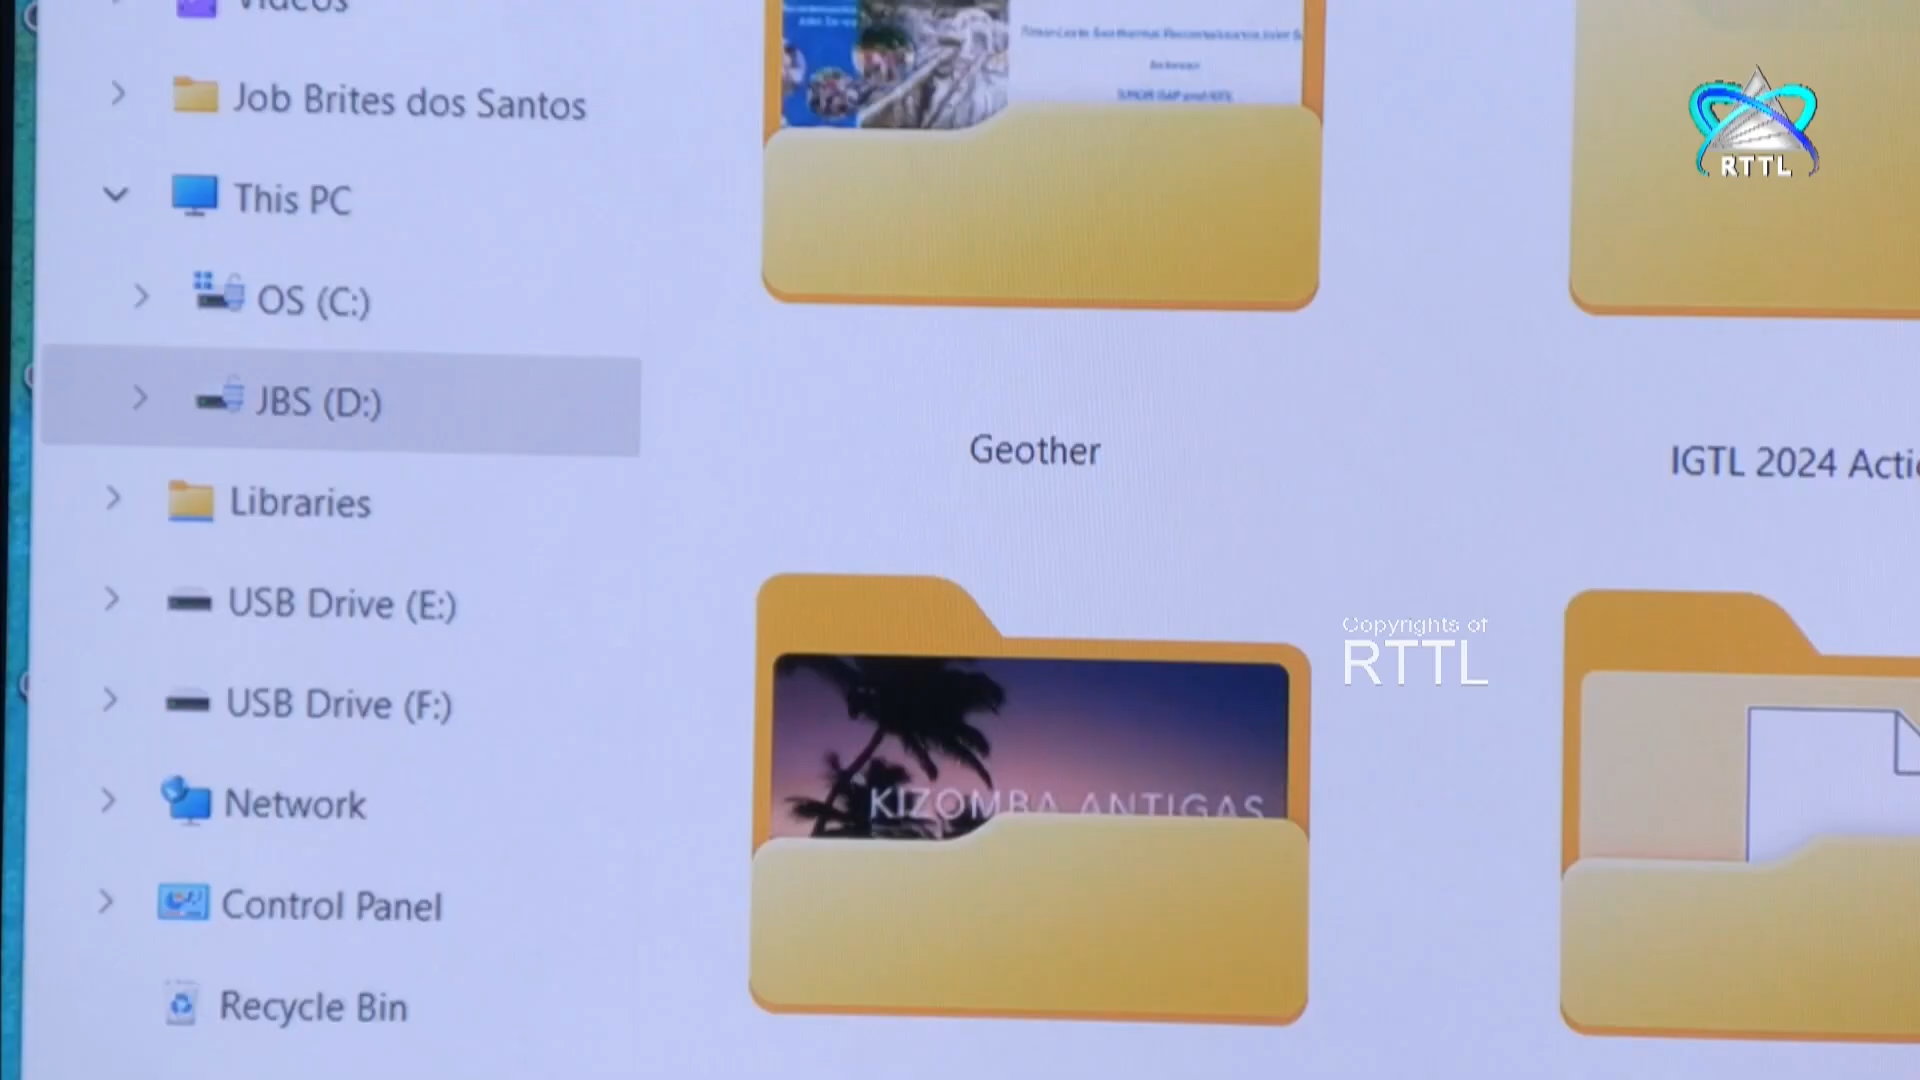 Videos
Job Brites dos Santos
This PC
OS (C:)
JBS (D:)
Libraries
USB Drive (E:)
USB Drive (F:)
Network
Control Panel
Recycle Bin
Geother
IGTL 2024
KIZOMBA ANTIGAS
RTTL
Copyrights of
RTTL